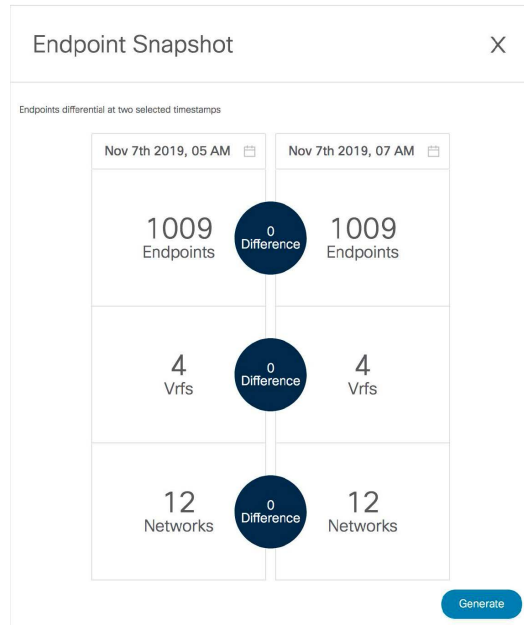 Endpoint Snapshot
X
Endpoints differential at two selected timestamps
Nov 7th 2019, 05 AM
Nov 7th 2019, 07 AM
1009
Endpoints
0
Difference
1009
Endpoints
4
Vrfs
0
Difference
4
Vrfs
12
Networks
0
Difference
12
Networks
Generate